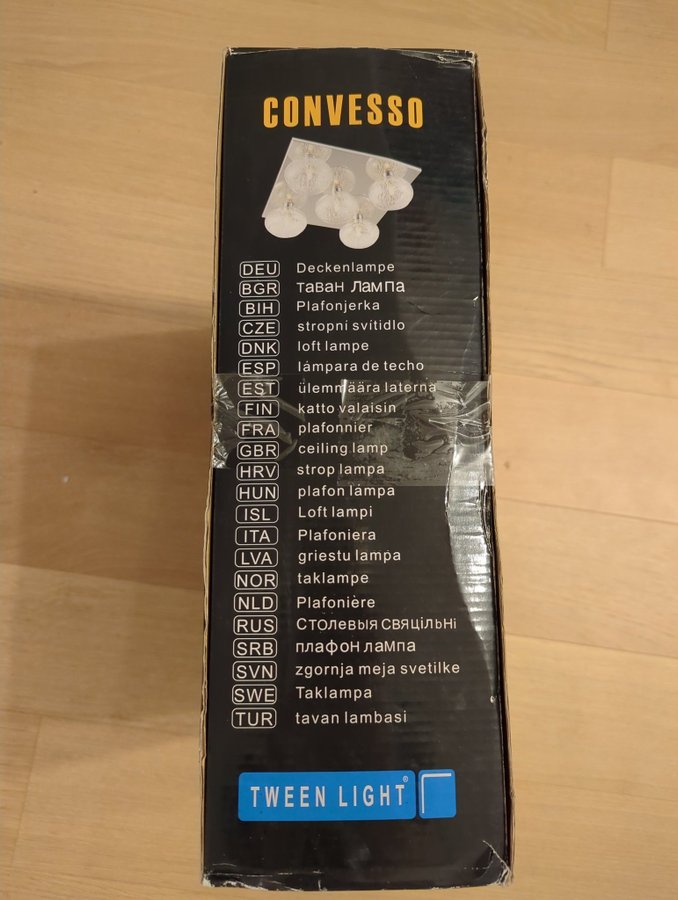 CONVESSO
DEU Deckenlampe
BGR таван Лампа
BIH Plafonjerka
CZE stropni svítidlo
DNK loft lampe
ESP lámpara de techo
EST ülemmäära laterna
FIN katto valaisin
FRA plafonnier
GBR ceiling lamp
HRV strop lampa
HUN plafon lámpa
ISL Loft lampi
ITA Plafoniera
LVA griestu lampa
NOR taklampe
NLD Plafonière
RUS Столевыя свяцільні
SRB плафон лампа
SVN zgornja meja svetilke
SWE Taklampa
TUR tavan lambasi
TWEEN LIGHT®